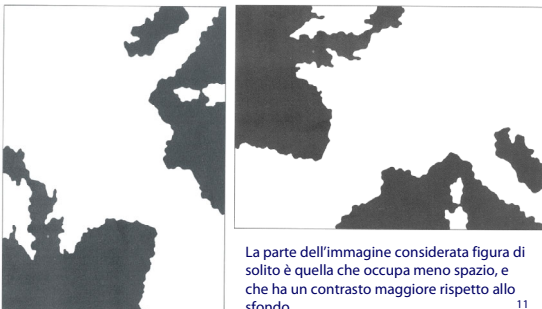 La parte dell’immagine considerata figura di
solito è quella che occupa meno spazio, e
che ha un contrasto maggiore rispetto allo
sfondo
11